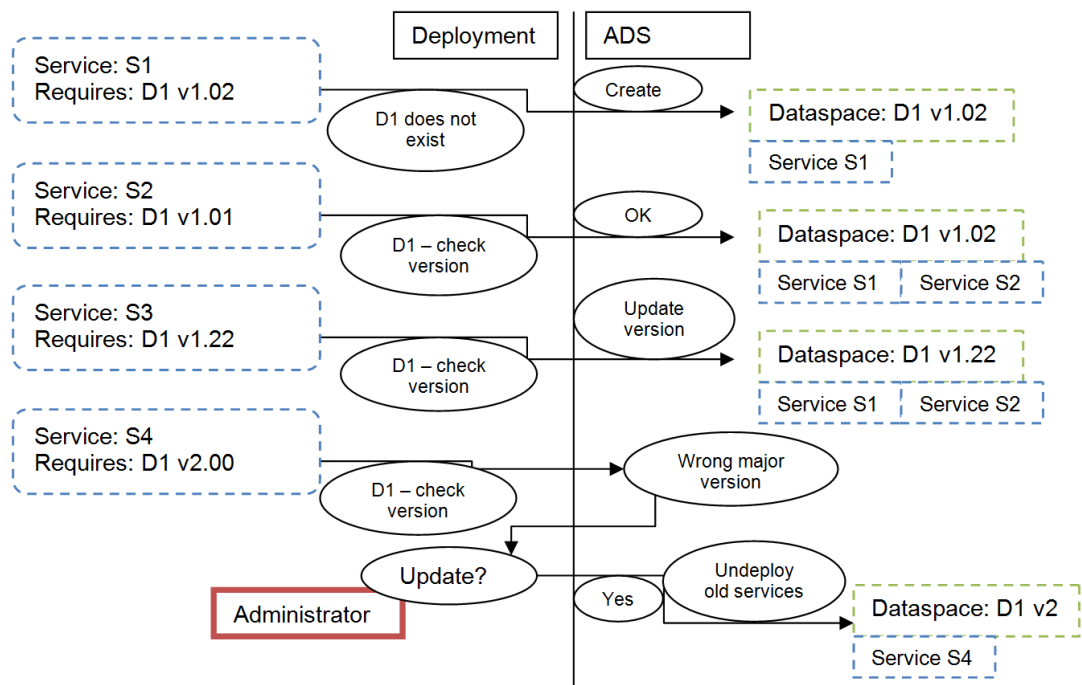 Deployment
ADS
Service: S1
Requires: D1 v1.02
D1 does not
exist
Create
Dataspace: D1 v1.02
Service S1
Service: S2
Requires: D1 v1.01
D1 – check
version
OK
Dataspace: D1 v1.02
Service S1
Service S2
Service: S3
Requires: D1 v1.22
D1 – check
version
Update
version
Dataspace: D1 v1.22
Service S1
Service S2
Service: S4
Requires: D1 v2.00
D1 – check
version
Wrong major
version
Update?
Administrator
Yes
Undeploy
old services
Dataspace: D1 v2
Service S4